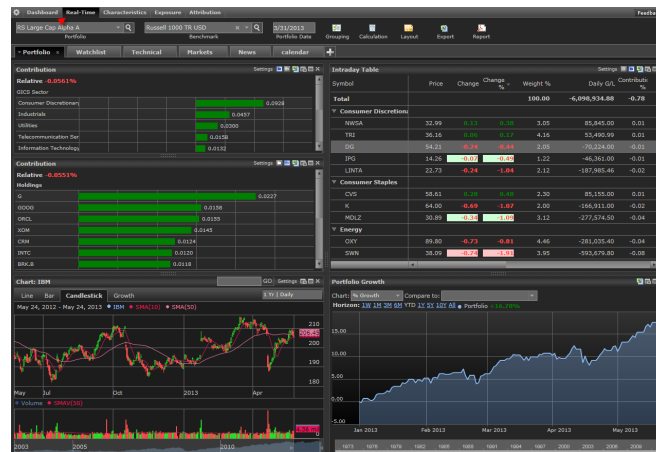 Dashboard Real-Time Characteristics Exposure Attribution
RS Large Cap Alpha A Russell 1000 TR USD 3/31/2013
Portfolio Benchmark Portfolio Date Grouping Calculation Layout Export Report
Portfolio Watchlist Technical Markets News calendar
Contribution Settings
Relative -0.0561%
GICS Sector
Consumer Discretionary 0.0928
Industrials 0.0457
Utilities 0.0300
Telecommunication Ser 0.0158
Information Technology 0.0132
Contribution Settings
Relative -0.0551%
Holdings
G 0.0227
GOOG 0.0158
ORCL 0.0155
XOM 0.0145
CRM 0.0124
INTC 0.0120
BRK.B 0.0118
Intraday Table Settings
Symbol Price Change Change % Weight % Daily G/L Contributi %
Total 100.00 -6,098,934.88 -0.78
Consumer Discretiona
NWSA 32.99 0.13 0.38 3.05 85,845.00 0.01
TRI 36.16 0.06 0.17 4.16 53,490.99 0.01
DG 54.21 -0.24 -0.44 2.05 -70,224.00 -0.01
IPG 14.26 -0.07 -0.49 1.22 -46,361.00 -0.01
LINTA 22.73 -0.24 -1.04 2.12 -187,985.46 -0.02
Consumer Staples
CVS 58.61 0.28 0.48 2.30 85,155.00 0.01
K 64.00 -0.69 -1.07 2.00 -166,911.00 -0.02
MDLZ 30.89 -0.34 -1.09 3.12 -277,574.50 -0.04
Energy
OXY 89.80 -0.73 -0.81 4.46 -281,035.40 -0.04
SWN 38.09 -0.74 -1.91 3.95 -593,679.80 -0.08
Chart: IBM GO Settings
Line Bar Candlestick Growth 1 Yr | Daily
May 24, 2012 - May 24, 2013 IBM SMA(10) SMA(50)
210
200
190
180
May Jul Oct 2013 Apr
Volume SMAV(50)
0
2003 2005 2010
Portfolio Growth
Chart: % Growth Compare to:
Horizon: 1W 1M 3M 6M YTD 1Y 5Y 10Y All Portfolio
15.00
10.00
5.00
0.00
-5.00
Jan 2013 Feb 2013 Mar 2013 Apr 2013 May 2013